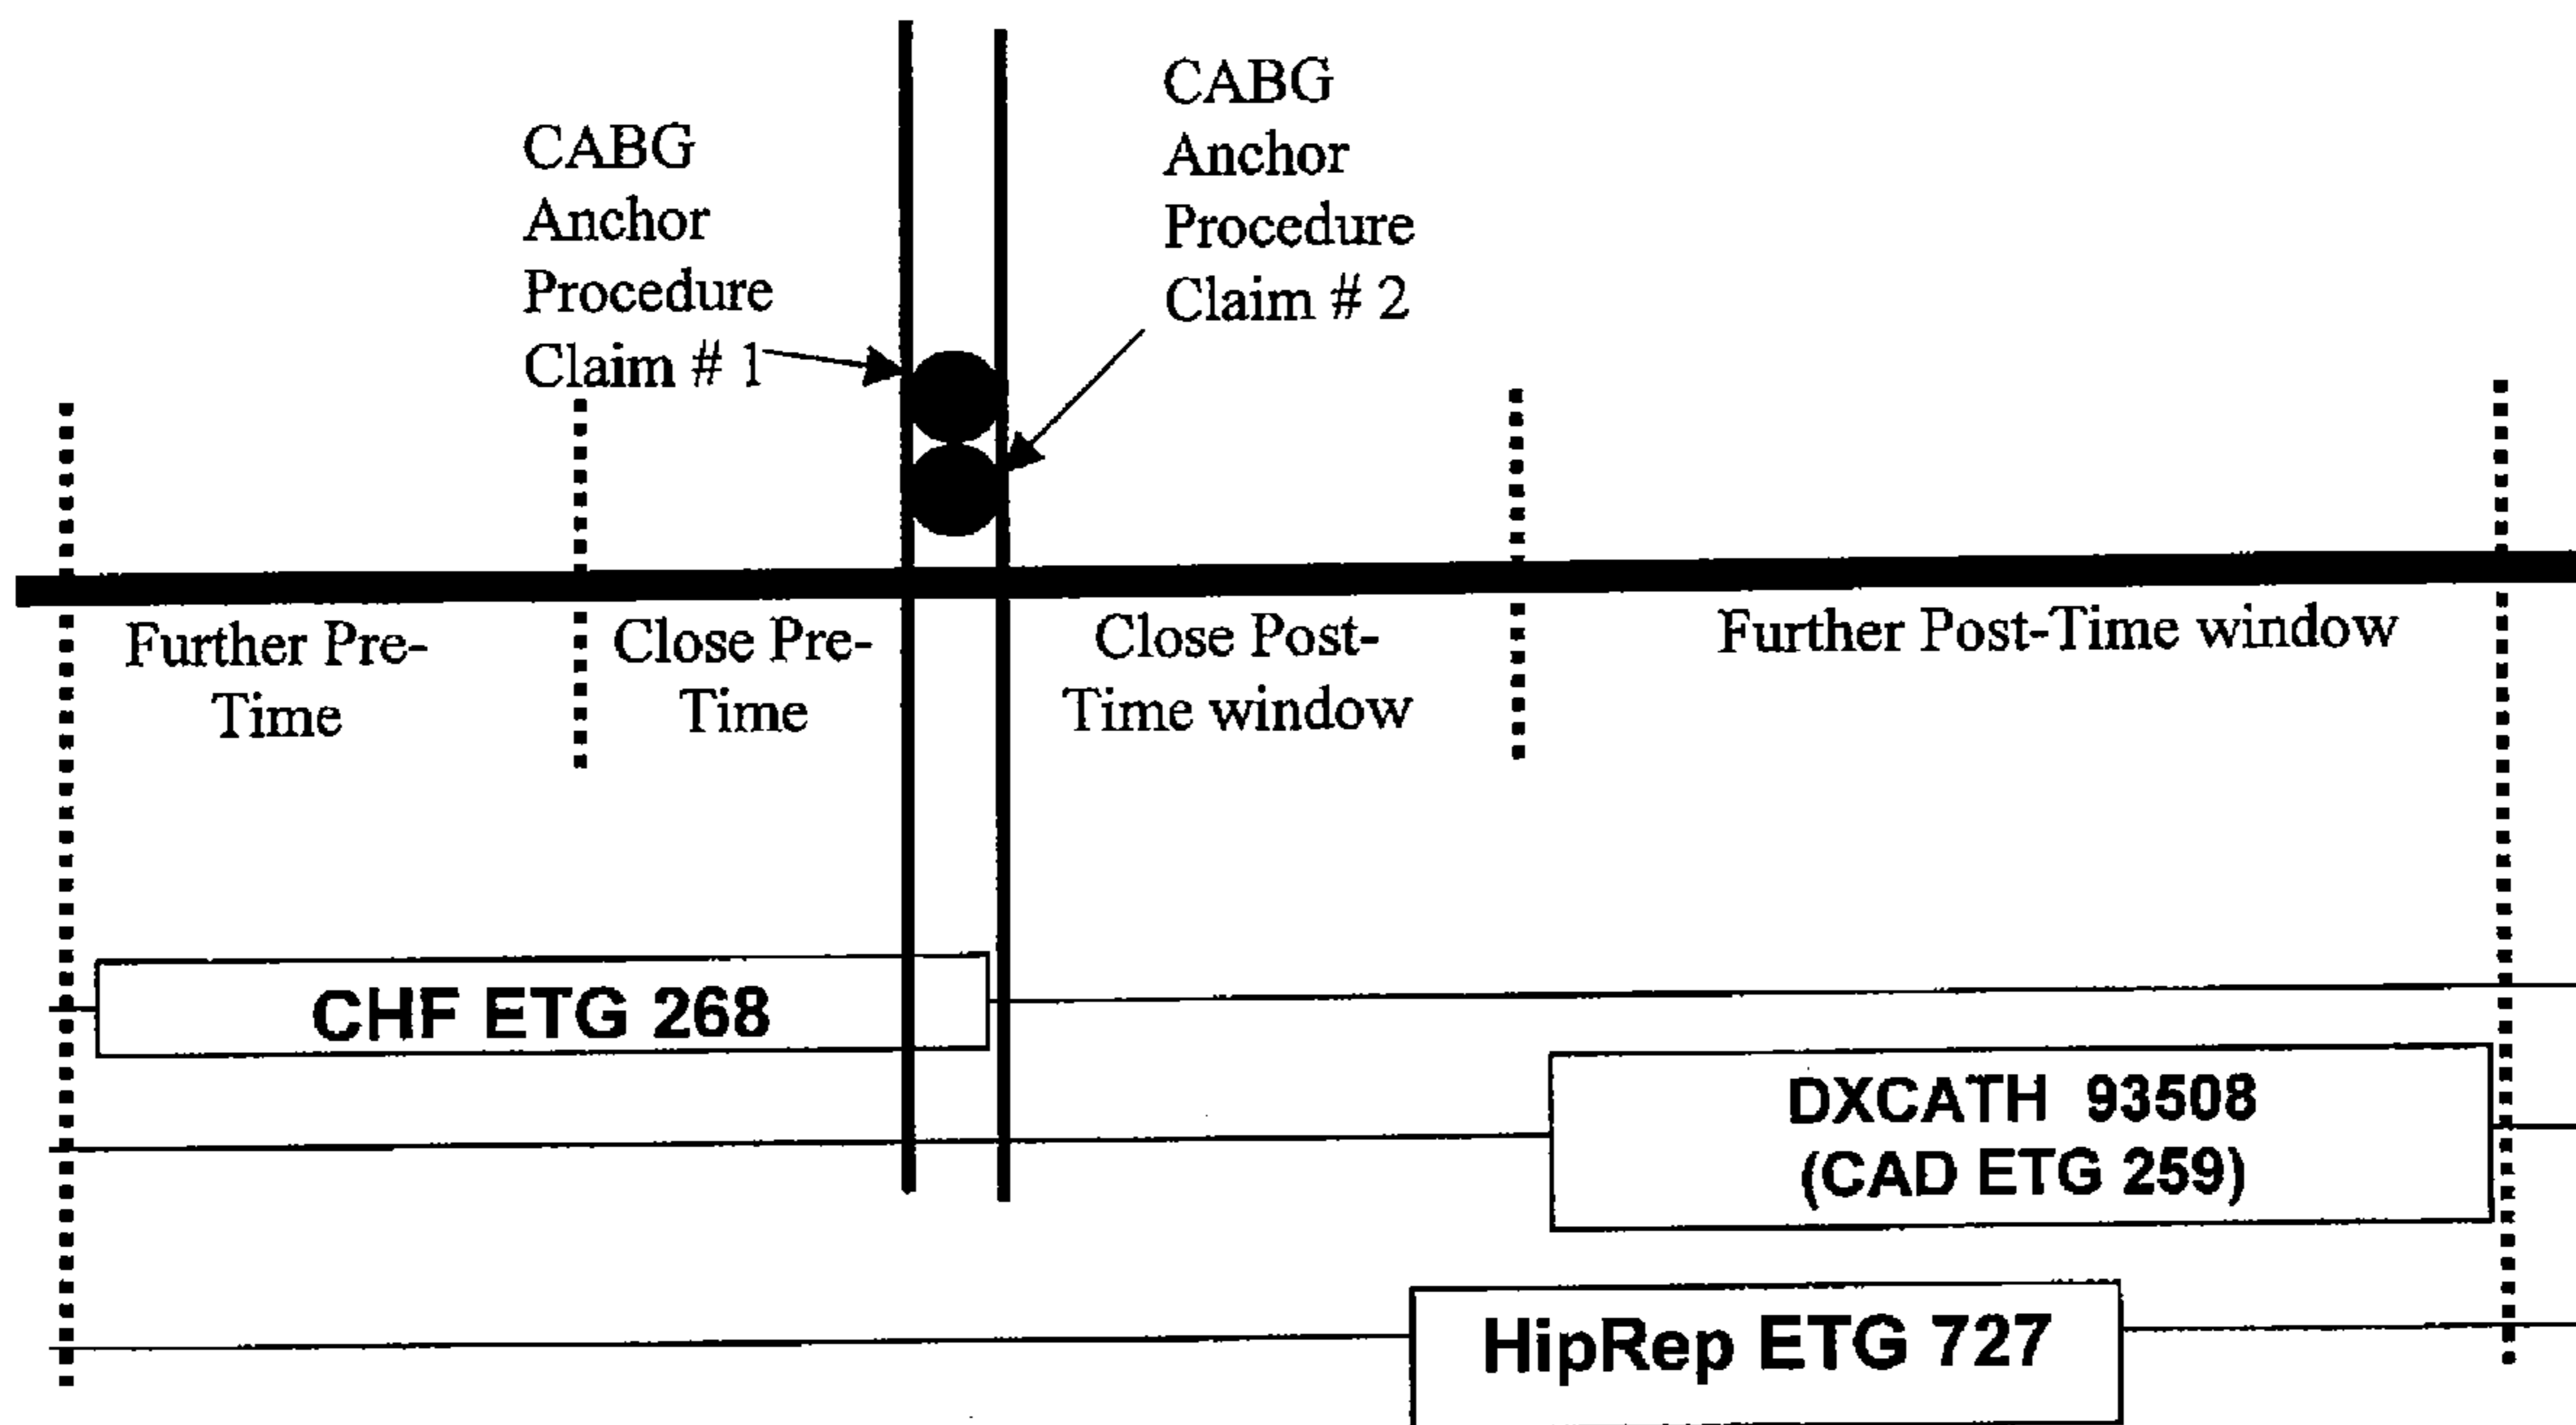 CABG
Anchor
Procedure
Claim # 1
CABG
Anchor
Procedure
Claim # 2
Further Pre-
Time
Close Pre-
Time
Close Post-
Time window
Further Post-Time window
CHF ETG 268
DXCATH 93508
(CAD ETG 259)
HipRep ETG 727